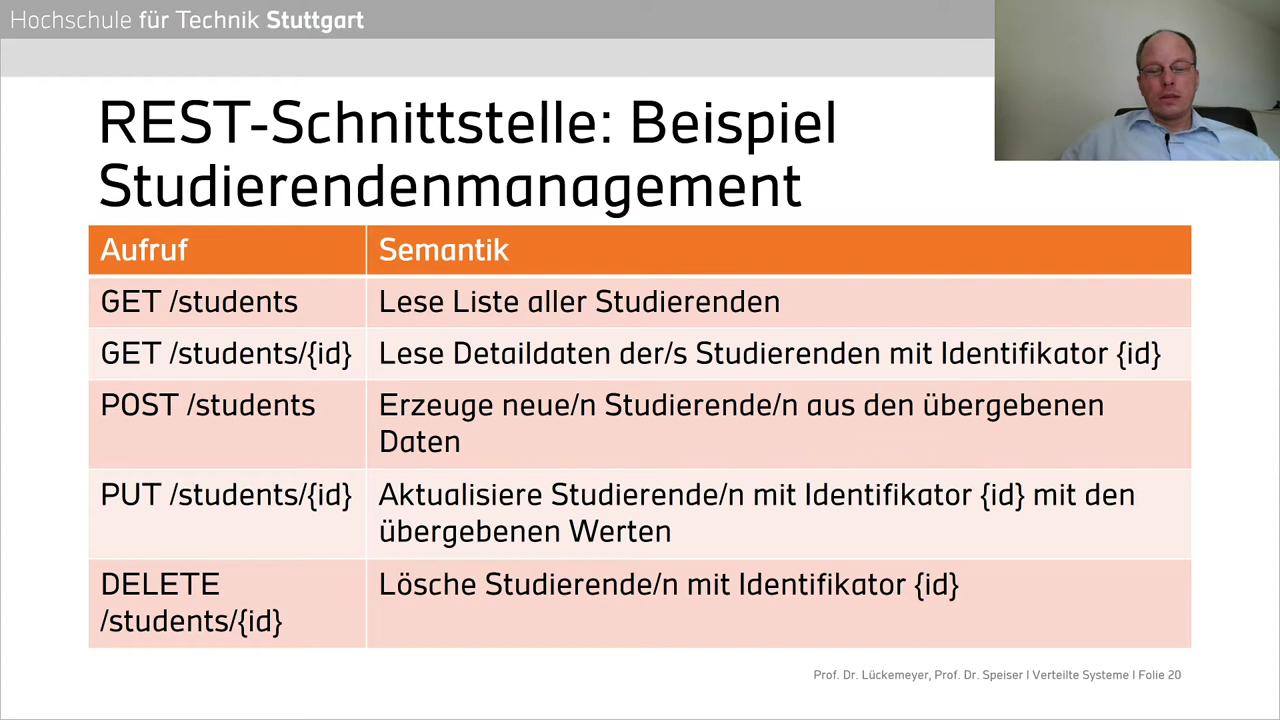 Hochschule für Technik Stuttgart
REST-Schnittstelle: Beispiel
Studierendenmanagement
Aufruf
Semantik
GET /students
Lese Liste aller Studierenden
GET /students/{id}
Lese Detaildaten der/s Studierenden mit Identifikator {id}
POST /students
Erzeuge neue/n Studierende/n aus den übergebenen
Daten
PUT /students/{id}
Aktualisiere Studierende/n mit Identifikator {id} mit den
übergebenen Werten
DELETE
/students/{id}
Lösche Studierende/n mit Identifikator {id}
Prof. Dr. Lückemeyer, Prof. Dr. Speiser I Verteilte Systeme I Folie 20